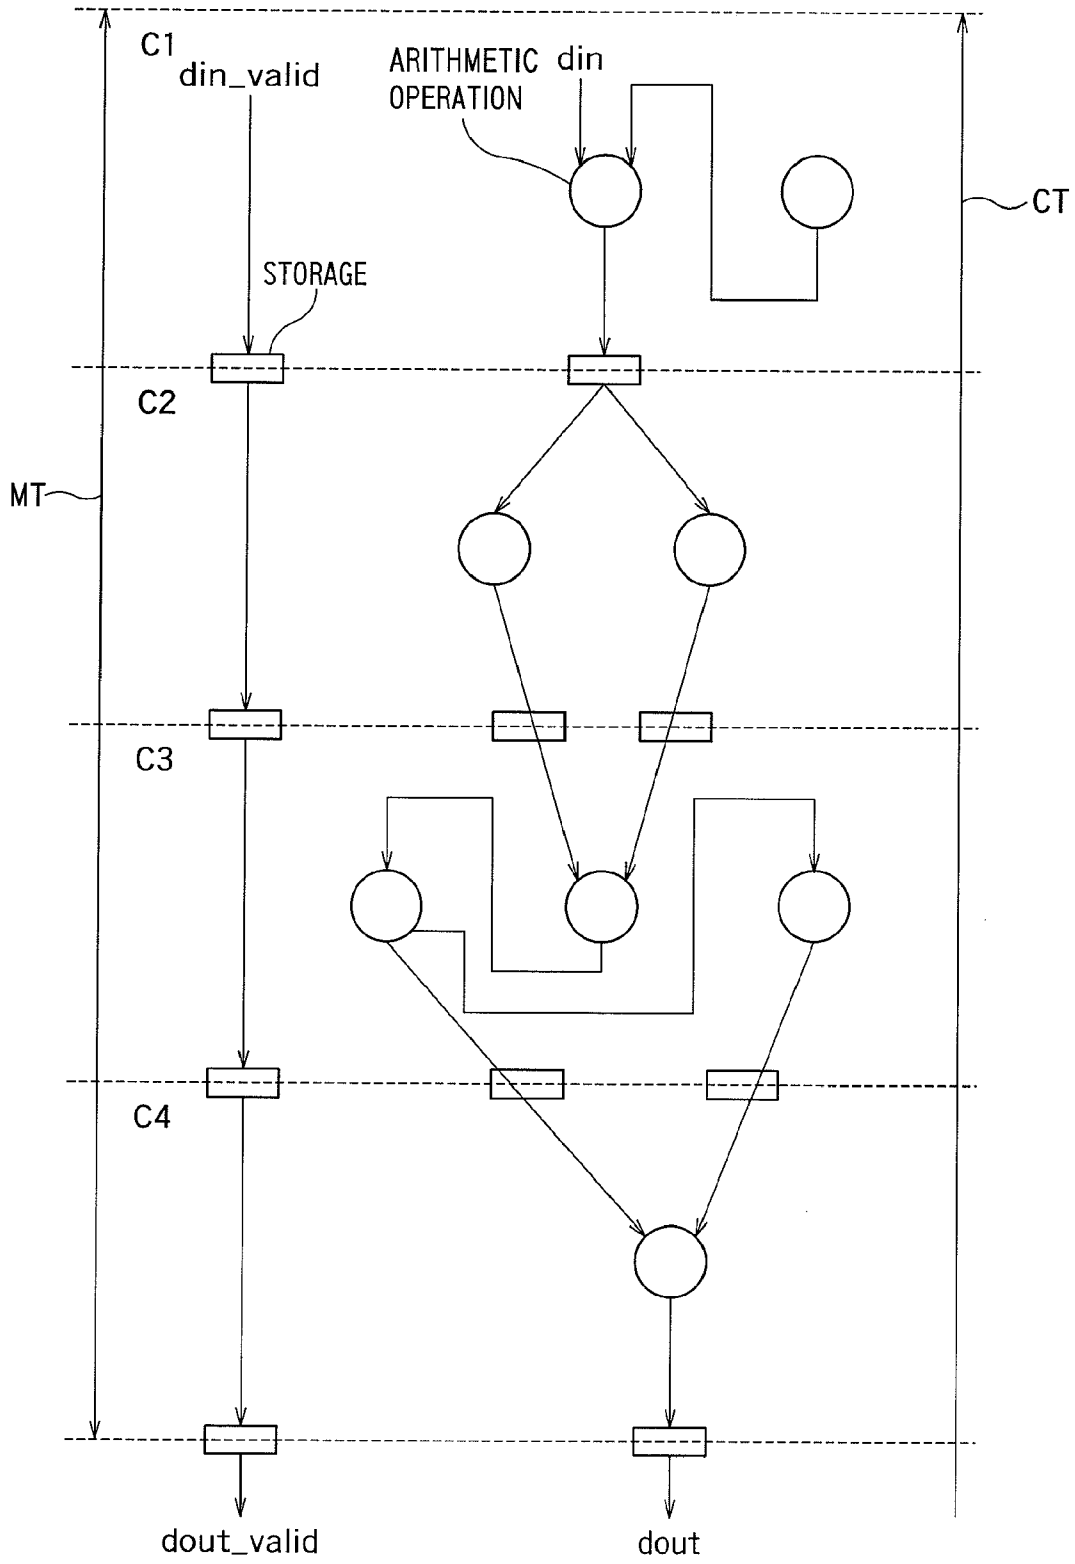 C1
din_valid
ARITHMETIC
OPERATION
din
CT
STORAGE
C2
MT
C3
C4
dout_valid
dout